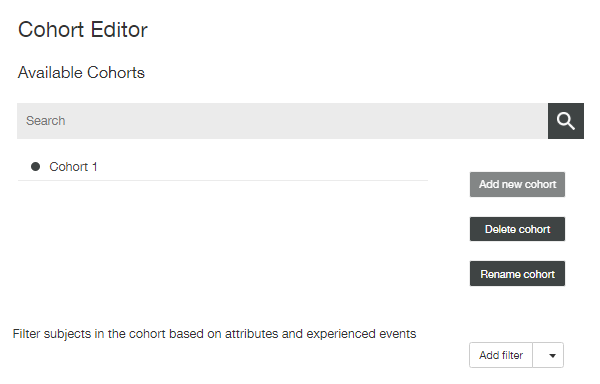 Cohort Editor
Available Cohorts
Search
Cohort 1
Add new cohort
Delete cohort
Rename cohort
Filter subjects in the cohort based on attributes and experienced events
Add filter